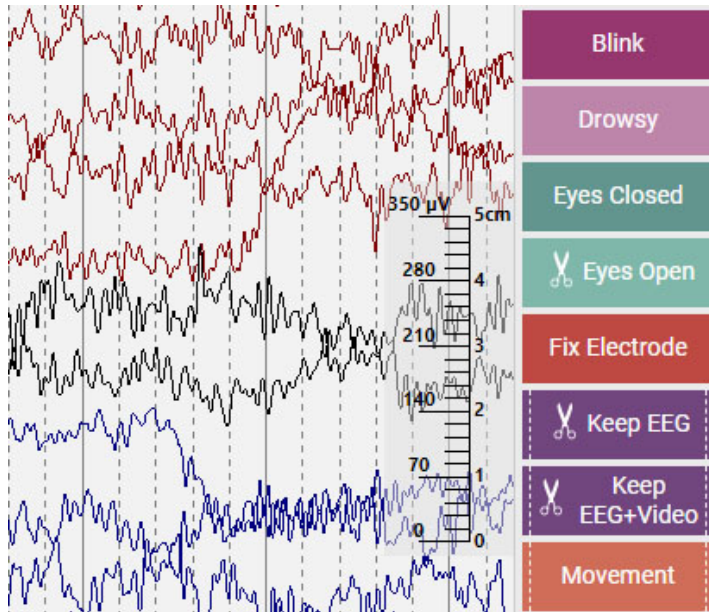 350 µV 5cm
280 4
210 3
140 2
70 1
0 0
Blink
Drowsy
Eyes Closed
Eyes Open
Fix Electrode
Keep EEG
Keep
EEG+Video
Movement